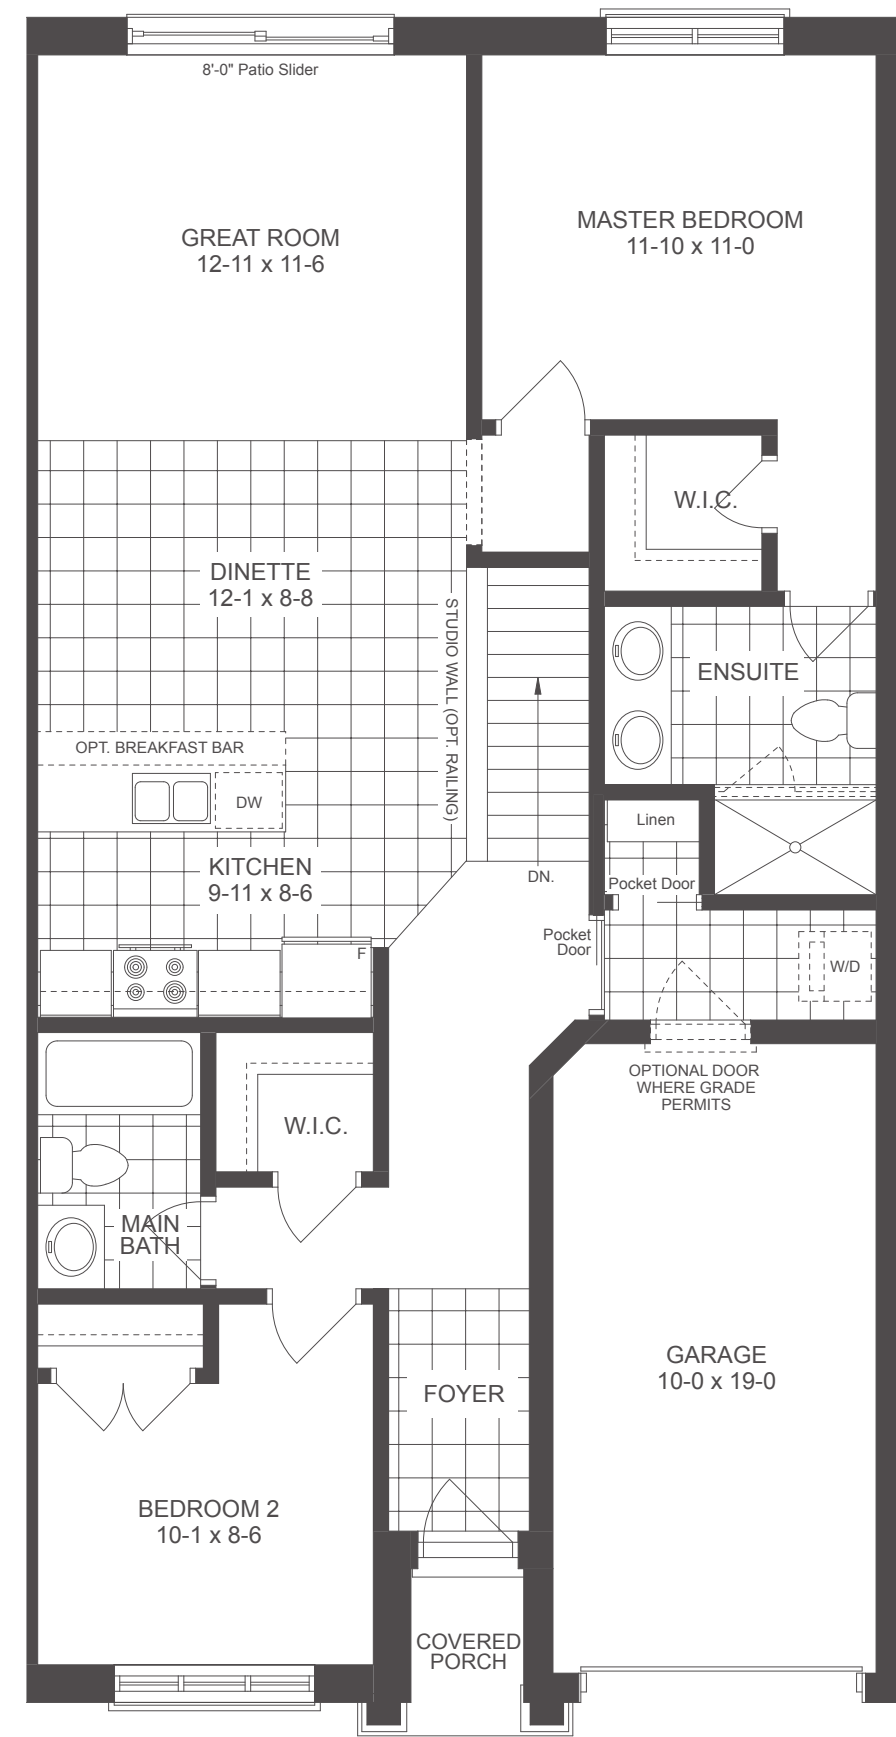 8'-0" Patio Slider
GREAT ROOM
12-11 x 11-6
MASTER BEDROOM
11-10 x 11-0
W.I.C.
DINETTE
12-1 x 8-8
STUDIO WALL (OPT. RAILING)
ENSUITE
OPT. BREAKFAST BAR
DW
Linen
KITCHEN
9-11 x 8-6
DN.
Pocket Door
Pocket
Door
F
W/D
OPTIONAL DOOR
WHERE GRADE
PERMITS
W.I.C.
MAIN
BATH
GARAGE
10-0 x 19-0
FOYER
BEDROOM 2
10-1 x 8-6
COVERED
PORCH